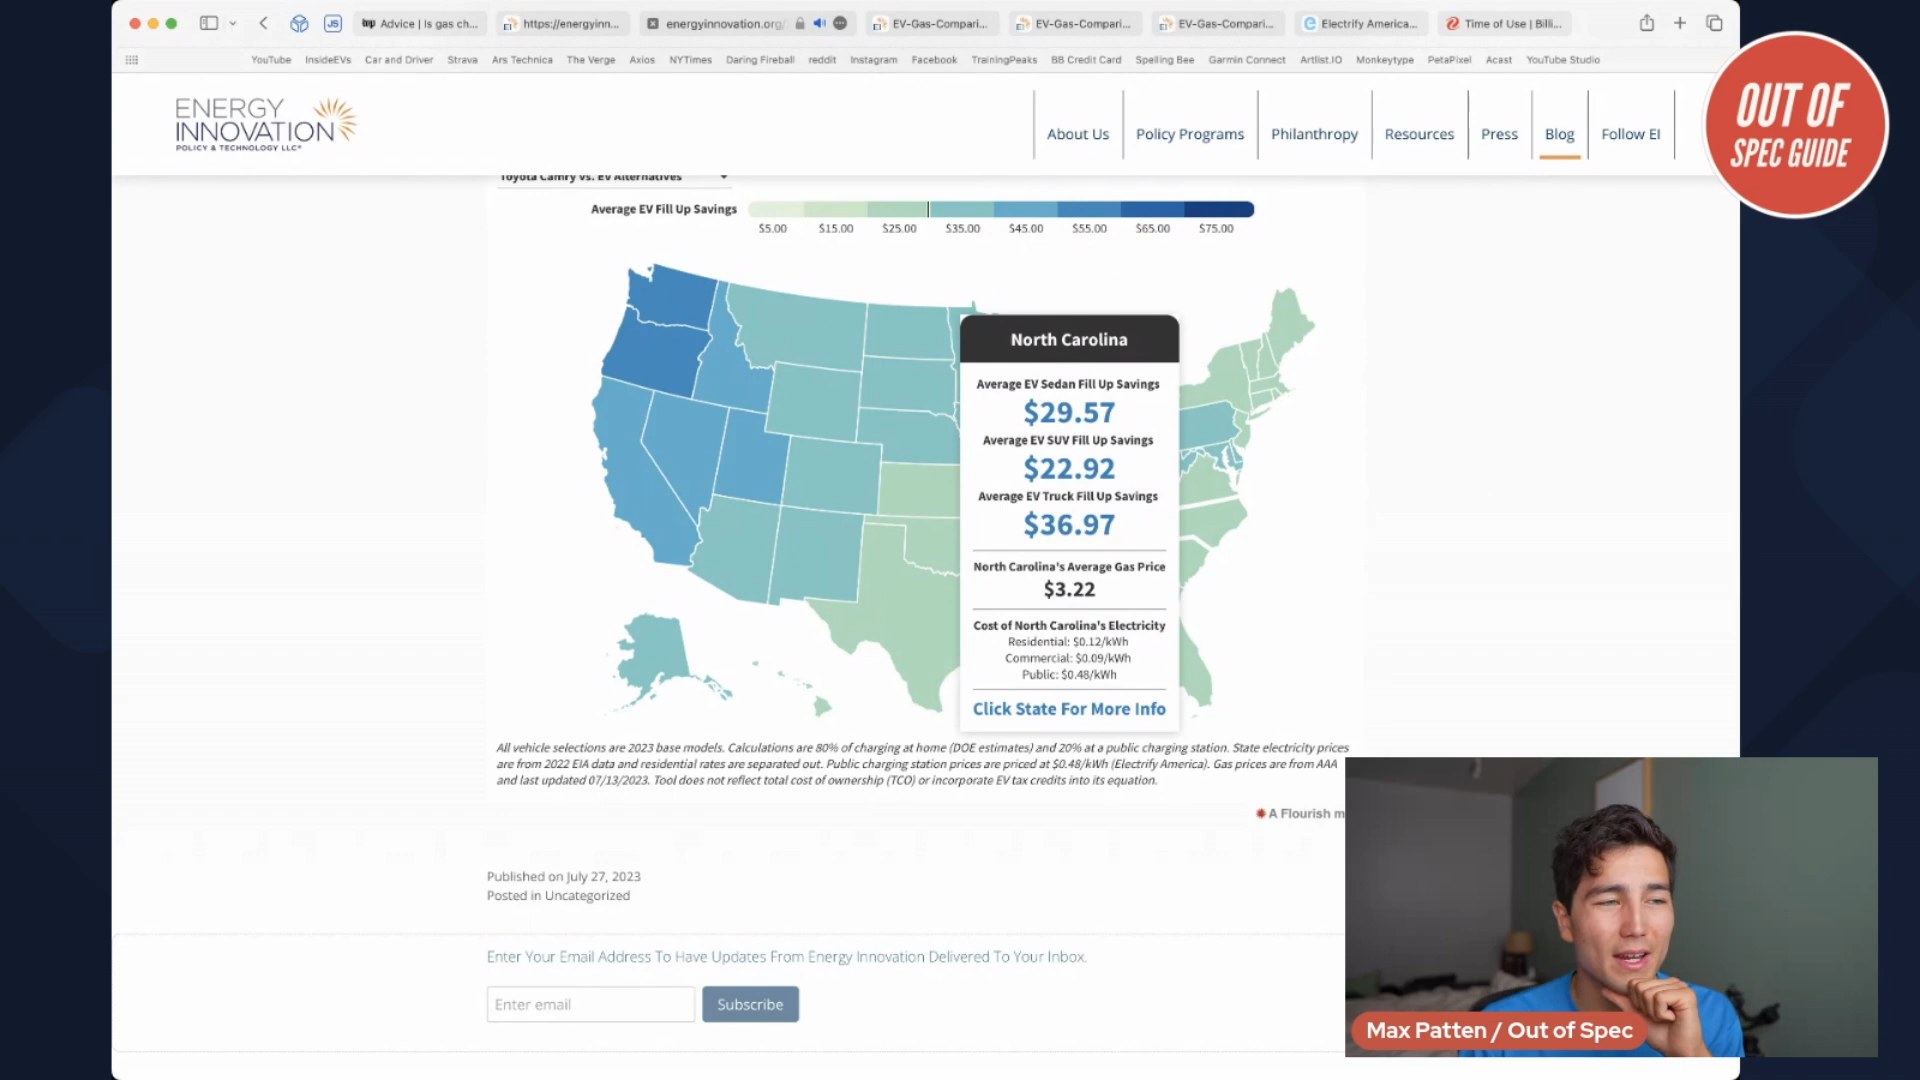 Advice | Is gas ch...
https://energyinn...
energyinnovation.org/
EV-Gas-Compari...
EV-Gas-Compari...
EV-Gas-Compari...
Electrify America...
Time of Use | Billi...
YouTube
InsideEVs
Car and Driver
Strava
Ars Technica
The Verge
Axios
NYTimes
Daring Fireball
reddit
Instagram
Facebook
TrainingPeaks
BB Credit Card
Spelling Bee
Garmin Connect
Artlist.IO
Monkeytype
PetaPixel
Acast
YouTube Studio
OUT OF
SPEC GUIDE
ENERGY
INNOVATION
POLICY & TECHNOLOGY LLC®
About Us
Policy Programs
Philanthropy
Resources
Press
Blog
Follow EI
Toyota Camry vs. EV Alternatives
Average EV Fill Up Savings
$5.00 $15.00 $25.00 $35.00 $45.00 $55.00 $65.00 $75.00
North Carolina
Average EV Sedan Fill Up Savings
$29.57
Average EV SUV Fill Up Savings
$22.92
Average EV Truck Fill Up Savings
$36.97
North Carolina's Average Gas Price
$3.22
Cost of North Carolina's Electricity
Residential: $0.12/kWh
Commercial: $0.09/kWh
Public: $0.48/kWh
Click State For More Info
All vehicle selections are 2023 base models. Calculations are 80% of charging at home (DOE estimates) and 20% at a public charging station. State electricity prices
are from 2022 EIA data and residential rates are separated out. Public charging station prices are priced at $0.48/kWh (Electrify America). Gas prices are from AAA
and last updated 07/13/2023. Tool does not reflect total cost of ownership (TCO) or incorporate EV tax credits into its equation.
A Flourish m
Published on July 27, 2023
Posted in Uncategorized
Enter Your Email Address To Have Updates From Energy Innovation Delivered To Your Inbox.
Enter email
Subscribe
Max Patten / Out of Spec